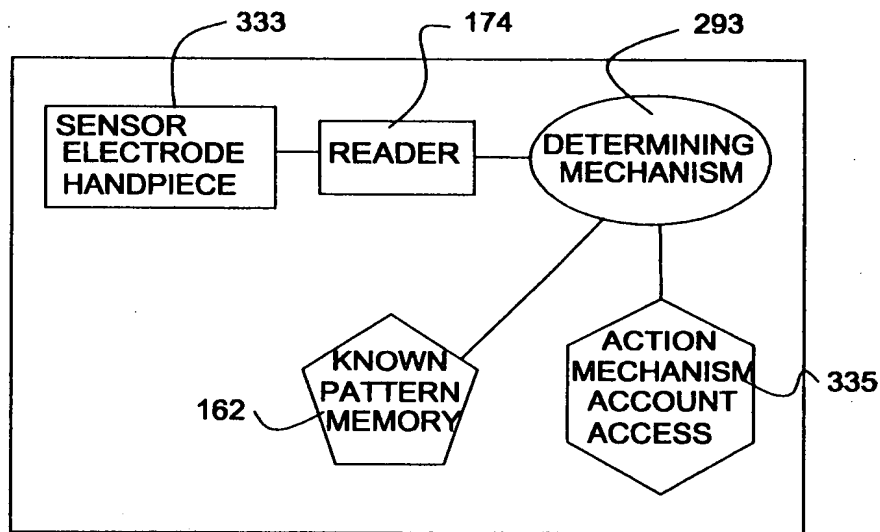 333
174
293
SENSOR
ELECTRODE
HANDPIECE
READER
DETERMINING
MECHANISM
KNOWN
PATTERN
MEMORY
162
ACTION
MECHANISM
ACCOUNT
ACCESS
335